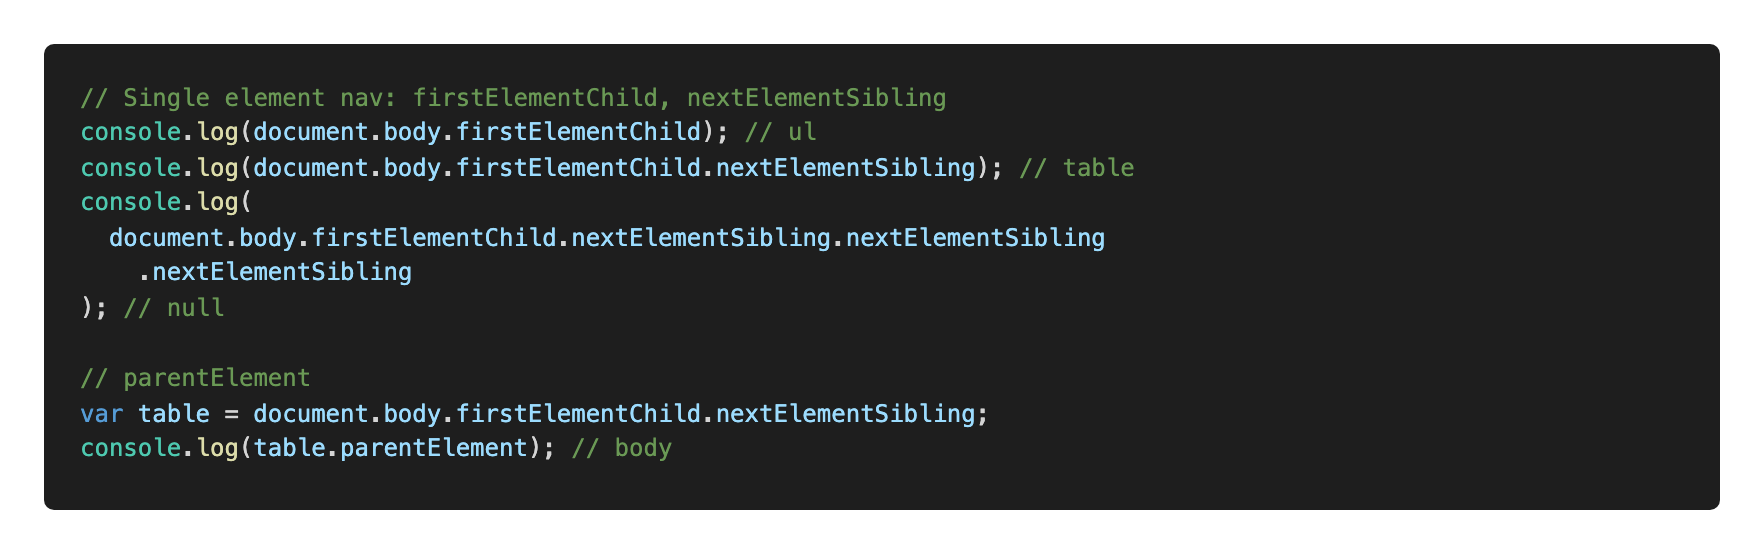 // Single element nav: firstElementChild, nextElementSibling
console.log(document.body.firstElementChild); // ul
console.log(document.body.firstElementChild.nextElementSibling); // table
console.log(
  document.body.firstElementChild.nextElementSibling.nextElementSibling
    .nextElementSibling
); // null

// parentElement
var table = document.body.firstElementChild.nextElementSibling;
console.log(table.parentElement); // body